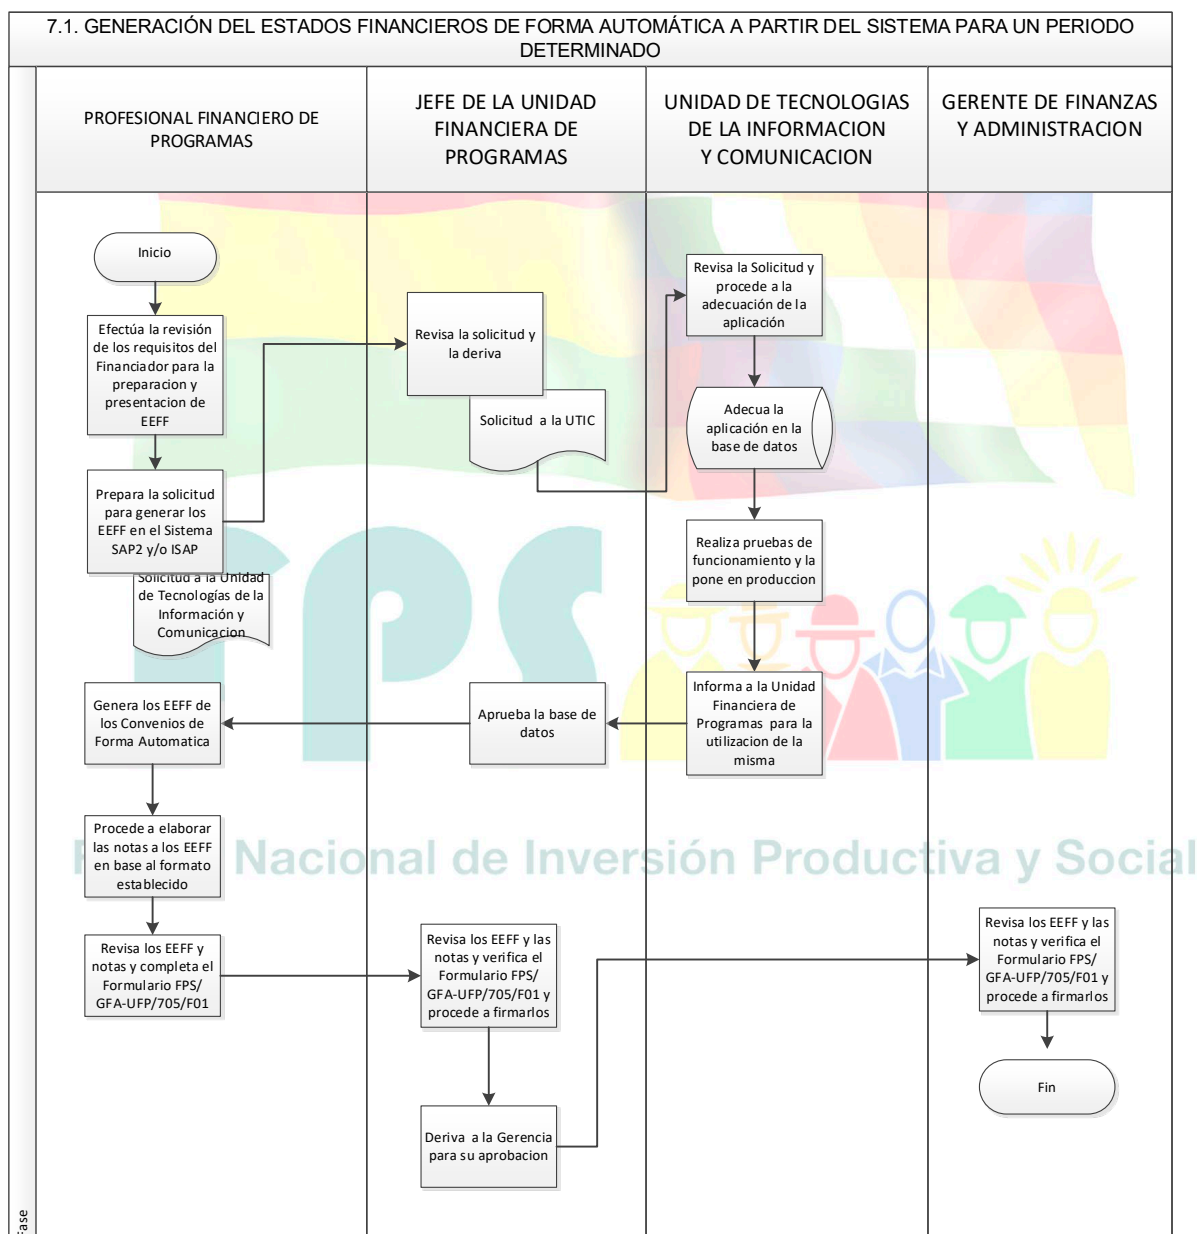 7.1. GENERACIÓN DEL ESTADOS FINANCIEROS DE FORMA AUTOMÁTICA A PARTIR DEL SISTEMA PARA UN PERIODO
DETERMINADO
PROFESIONAL FINANCIERO DE
PROGRAMAS
JEFE DE LA UNIDAD
FINANCIERA DE
PROGRAMAS
UNIDAD DE TECNOLOGIAS
DE LA INFORMACION
Y COMUNICACION
GERENTE DE FINANZAS
Y ADMINISTRACION
Inicio
Efectúa la revisión
de los requisitos del
Financiador para la
preparacion y
presentacion de
EEFF
Prepara la solicitud
para generar los
EEFF en el Sistema
SAP2 y/o ISAP
Solicitud a la Unidad
de Tecnologías de la
Información y
Comunicacion
Revisa la solicitud y
la deriva
Solicitud a la UTIC
Revisa la Solicitud y
procede a la
adecuación de la
aplicación
Adecua la
aplicación en la
base de datos
Realiza pruebas de
funcionamiento y la
pone en produccion
Informa a la Unidad
Financiera de
Programas para la
utilizacion de la
misma
Aprueba la base de
datos
Genera los EEFF de
los Convenios de
Forma Automatica
Procede a elaborar
las notas a los EEFF
en base al formato
establecido
Revisa los EEFF y
notas y completa el
Formulario FPS/
GFA-UFP/705/F01
Revisa los EEFF y las
notas y verifica el
Formulario FPS/
GFA-UFP/705/F01 y
procede a firmarlos
Deriva a la Gerencia
para su aprobacion
Revisa los EEFF y las
notas y verifica el
Formulario FPS/
GFA-UFP/705/F01 y
procede a firmarlos
Fin
Fase
FPS
Nacional de Inversión Productiva y Social